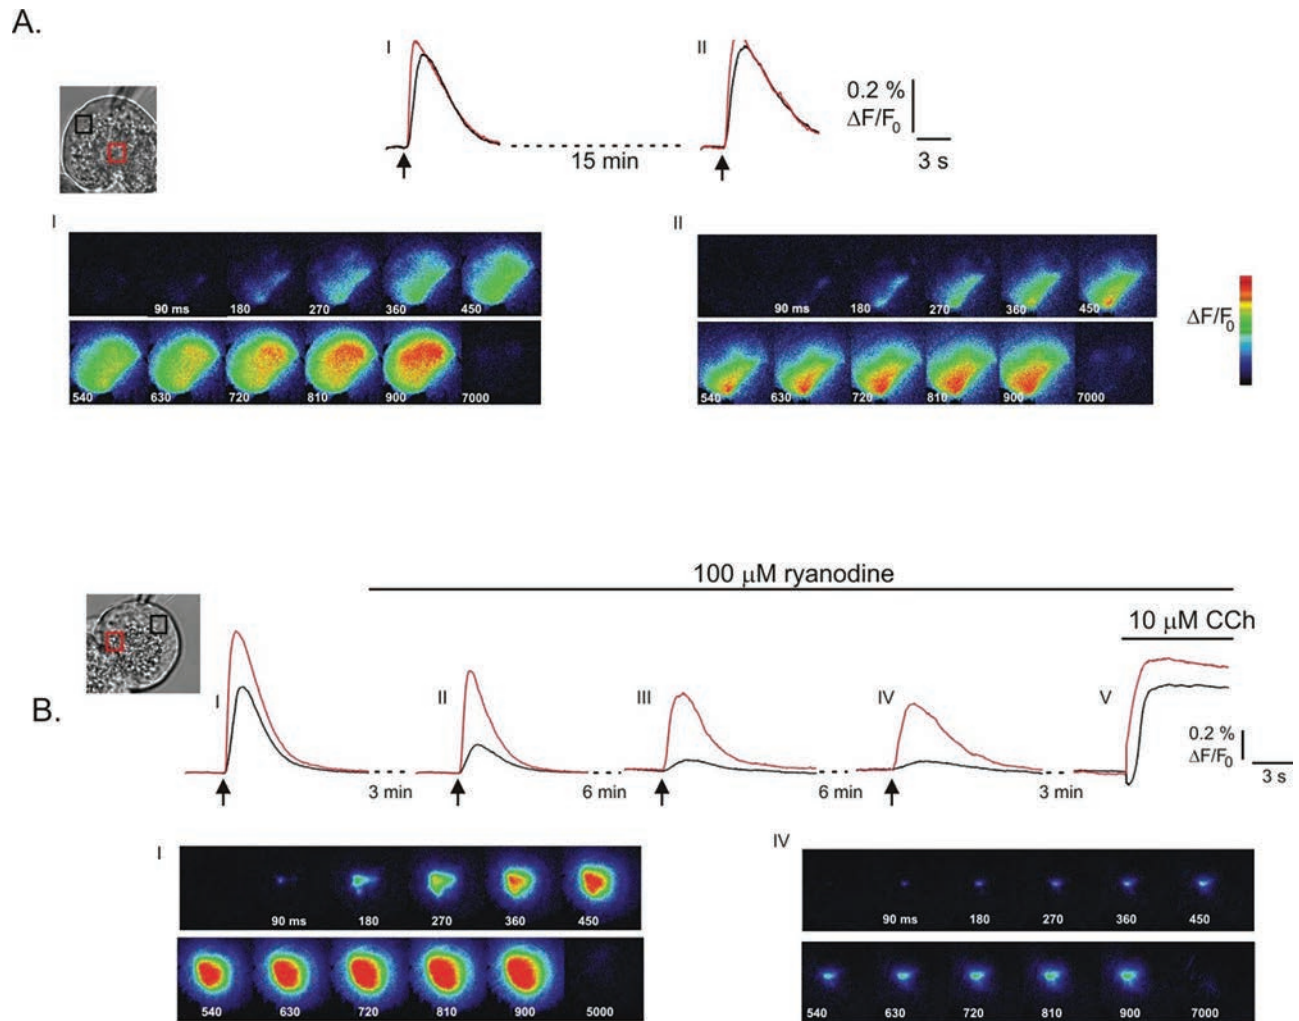 A.
I
II
0.2 %
ΔF/F0
15 min
3 s
I
II
90 ms 180 270 360 450
540 630 720 810 900 7000
90 ms 180 270 360 450
540 630 720 810 900 7000
ΔF/F0
100 μM ryanodine
10 μM CCh
B.
I
II
III
IV
V
0.2 %
ΔF/F0
3 s
3 min
6 min
6 min
3 min
I
IV
90 ms 180 270 360 450
540 630 720 810 900 5000
90 ms 180 270 360 450
540 630 720 810 900 7000